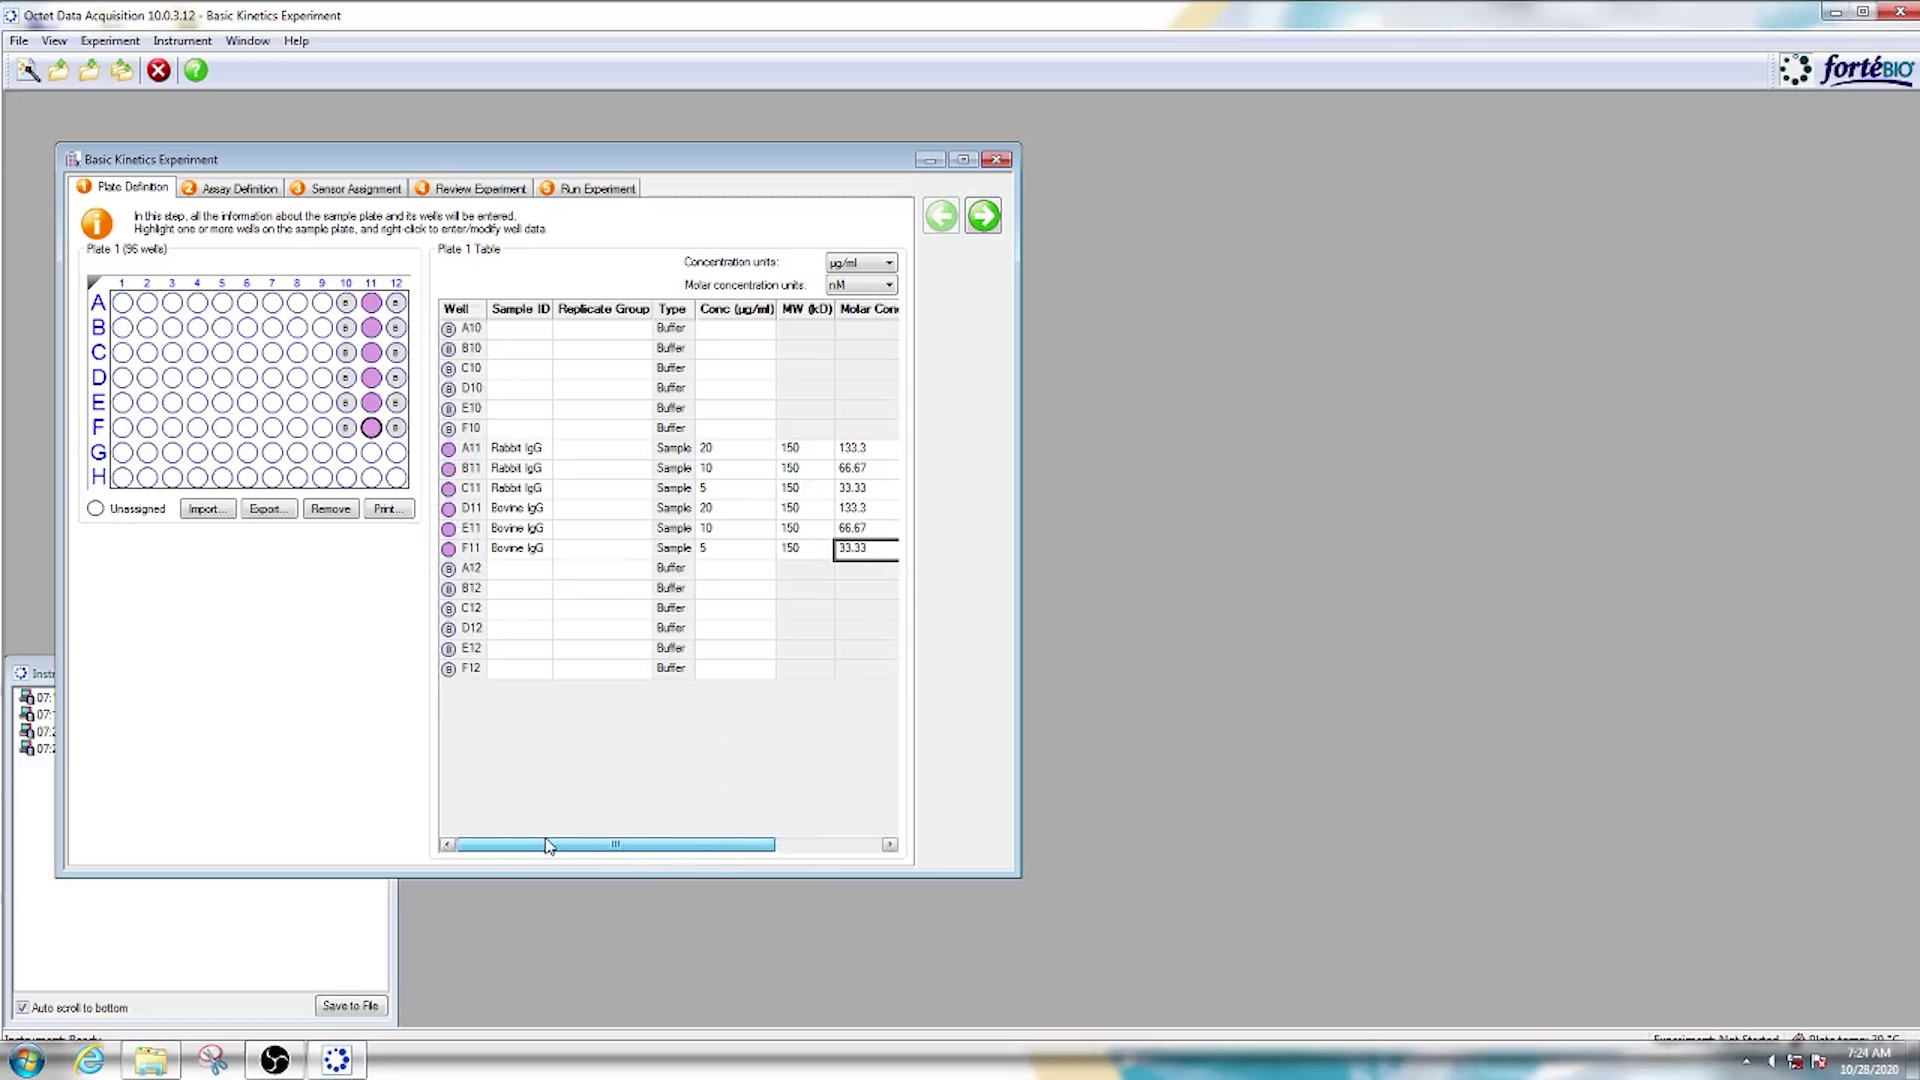 Octet Data Acquisition 10.0.3.12 - Basic Kinetics Experiment
File View Experiment Instrument Window Help
fortéBIO
Basic Kinetics Experiment
1 Plate Definition 2 Assay Definition 3 Sensor Assignment 4 Review Experiment 5 Run Experiment
In this step, all the information about the sample plate and its wells will be entered.
Highlight one or more wells on the sample plate, and right-click to enter/modify well data.
Plate 1 (96 wells)
1 2 3 4 5 6 7 8 9 10 11 12
A B B
B B B
C B B
D B B
E B B
F B B
G
H
Unassigned Import... Export... Remove Print...
Plate 1 Table
Concentration units: µg/ml
Molar concentration units: nM
Well Sample ID Replicate Group Type Conc (µg/ml) MW (kD) Molar Con
B A10 Buffer
B B10 Buffer
B C10 Buffer
B D10 Buffer
B E10 Buffer
B F10 Buffer
A11 Rabbit IgG Sample 20 150 133.3
B11 Rabbit IgG Sample 10 150 66.67
C11 Rabbit IgG Sample 5 150 33.33
D11 Bovine IgG Sample 20 150 133.3
E11 Bovine IgG Sample 10 150 66.67
F11 Bovine IgG Sample 5 150 33.33
B A12 Buffer
B B12 Buffer
B C12 Buffer
B D12 Buffer
B E12 Buffer
B F12 Buffer
Instr
07:
07:
07:2
07:2
Auto scroll to bottom Save to File
7:24 AM
10/28/2020